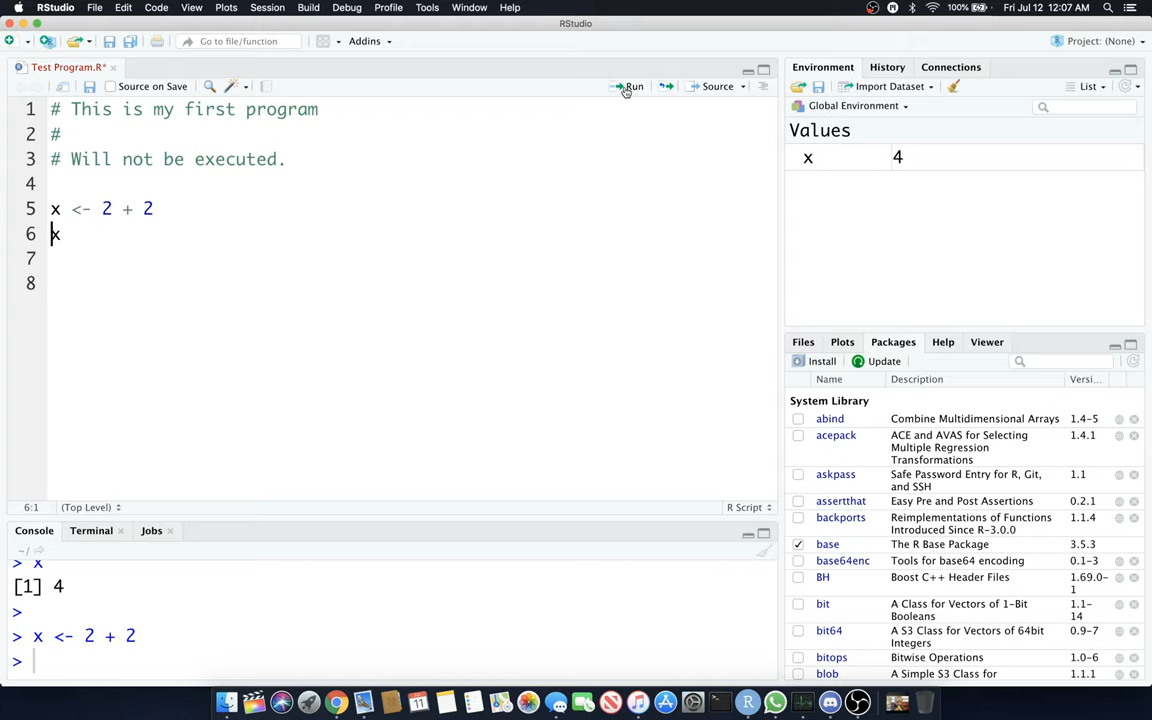 RStudio File Edit Code View Plots Session Build Debug Profile Tools Window Help 100% Fri Jul 12 12:07 AM
RStudio
Go to file/function Addins Project: (None)
Test Program.R*
Source on Save Run Source
1 # This is my first program
2 #
3 # Will not be executed.
4
5 x <- 2 + 2
6 x
7
8
6:1 (Top Level) R Script
Console Terminal Jobs
~/
> x
[1] 4
>
> x <- 2 + 2
>
Environment History Connections
Import Dataset List
Global Environment
Values
x 4
Files Plots Packages Help Viewer
Install Update
Name Description Versi...
System Library
abind Combine Multidimensional Arrays 1.4-5
acepack ACE and AVAS for Selecting 1.4.1
Multiple Regression
Transformations
askpass Safe Password Entry for R, Git, 1.1
and SSH
assertthat Easy Pre and Post Assertions 0.2.1
backports Reimplementations of Functions 1.1.4
Introduced Since R-3.0.0
base The R Base Package 3.5.3
base64enc Tools for base64 encoding 0.1-3
BH Boost C++ Header Files 1.69.0-
1
bit A Class for Vectors of 1-Bit 1.1-
Booleans 14
bit64 A S3 Class for Vectors of 64bit 0.9-7
Integers
bitops Bitwise Operations 1.0-6
blob A Simple S3 Class for 1.1.1
11
R